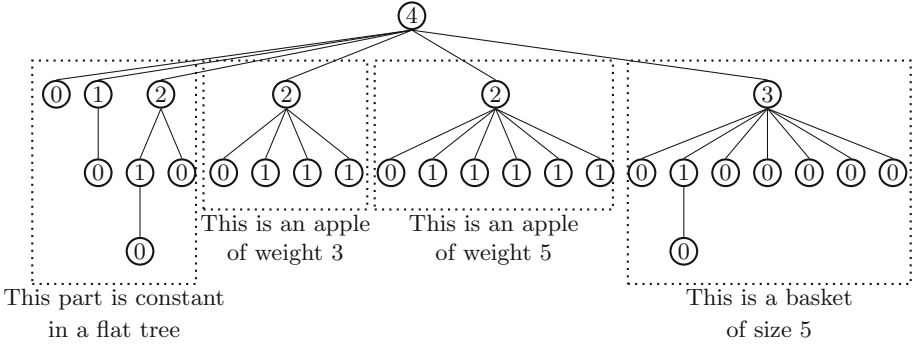 4
0 1 2 2 2 3
0 1 0 0 1 1 1 0 1 1 1 1 1 0 1 0 0 0 0 0
0 0
This is an apple
of weight 3
This is an apple
of weight 5
This part is constant
in a flat tree
This is a basket
of size 5